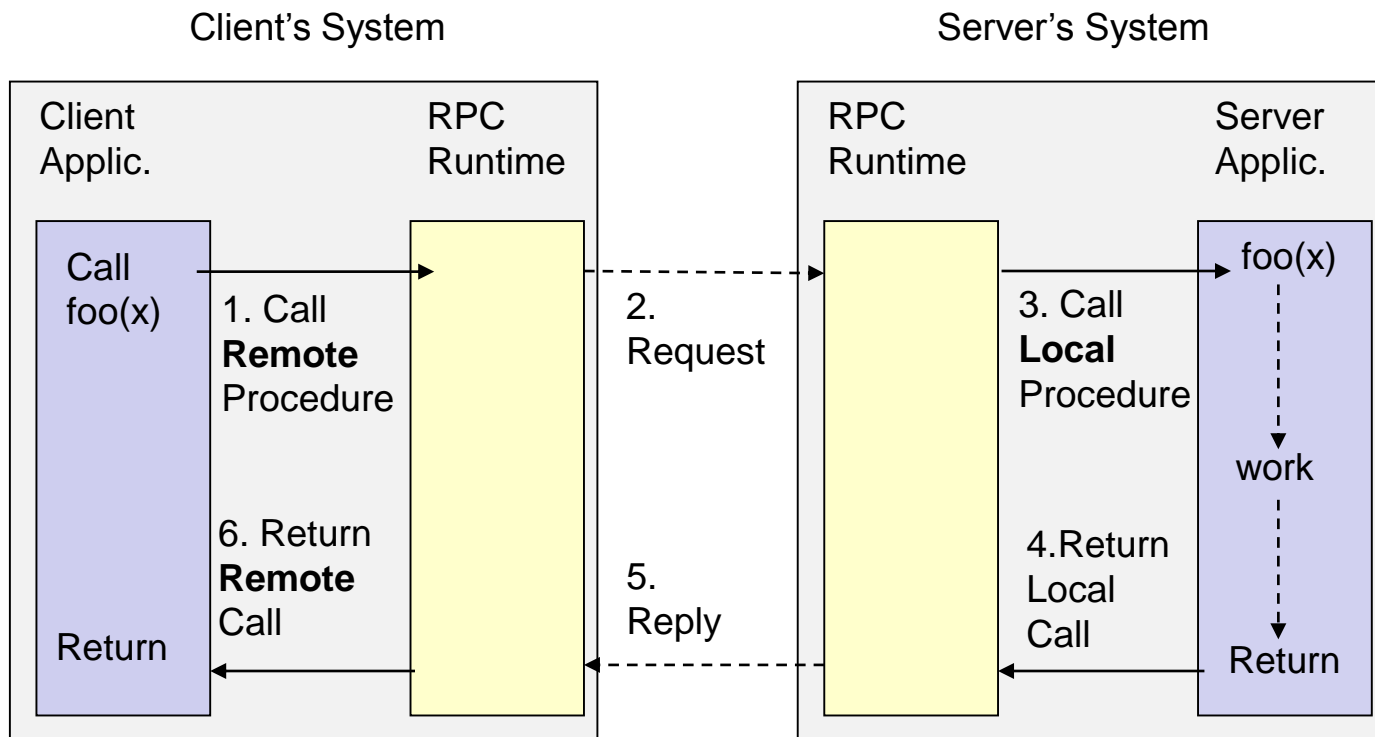 Client's System
Server’s System
Client
Applic.
RPC
Runtime
RPC
Runtime
Server
Applic.
Call
foo(x)
1. Call
Remote
Procedure
2.
Request
3. Call
Local
Procedure
foo(x)
work
Return
4.Return
Local
Call
5.
Reply
6. Return
Remote
Call
Return